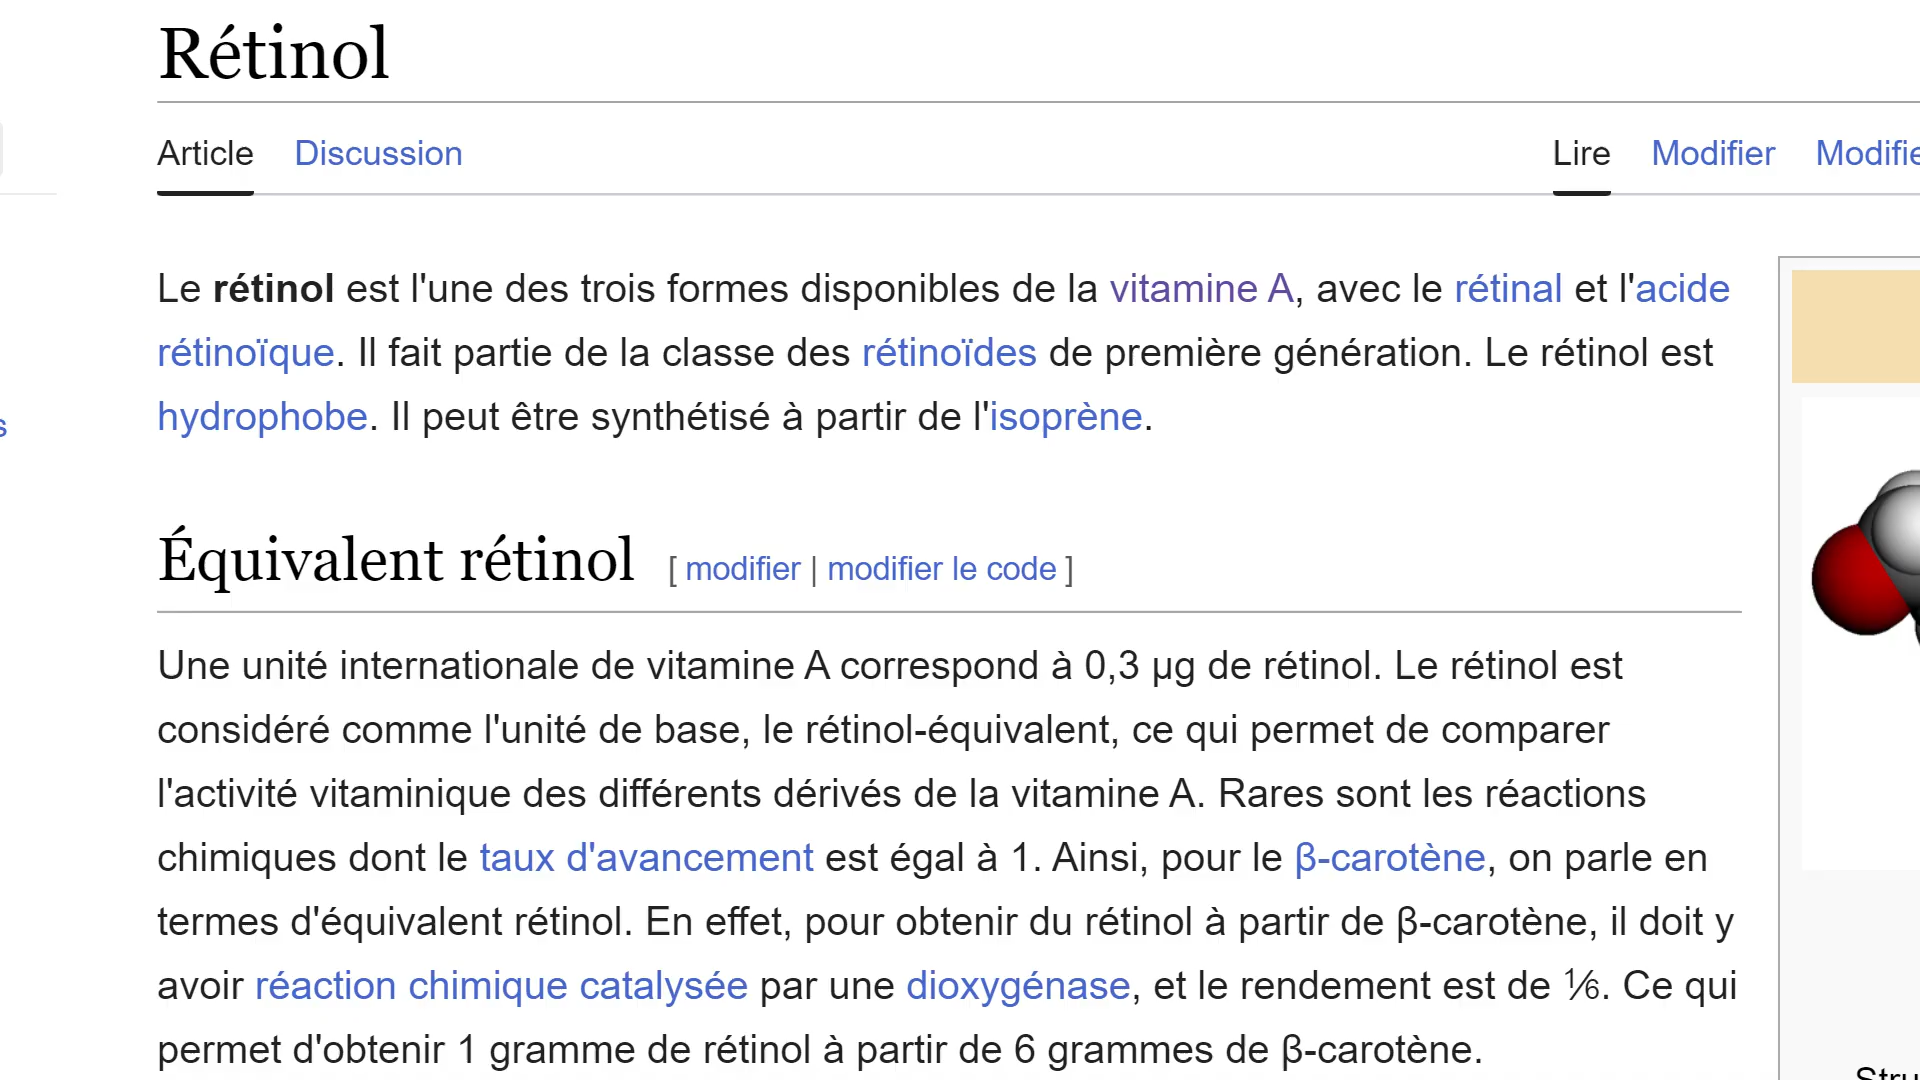 Rétinol
Article Discussion Lire Modifier
Le rétinol est l'une des trois formes disponibles de la vitamine A, avec le rétinal et l'acide
rétinoïque. Il fait partie de la classe des rétinoïdes de première génération. Le rétinol est
hydrophobe. Il peut être synthétisé à partir de l'isoprène.
Équivalent rétinol [ modifier | modifier le code ]
Une unité internationale de vitamine A correspond à 0,3 µg de rétinol. Le rétinol est
considéré comme l'unité de base, le rétinol-équivalent, ce qui permet de comparer
l'activité vitaminique des différents dérivés de la vitamine A. Rares sont les réactions
chimiques dont le taux d'avancement est égal à 1. Ainsi, pour le β-carotène, on parle en
termes d'équivalent rétinol. En effet, pour obtenir du rétinol à partir de β-carotène, il doit y
avoir réaction chimique catalysée par une dioxygénase, et le rendement est de ⅙. Ce qui
permet d'obtenir 1 gramme de rétinol à partir de 6 grammes de β-carotène.